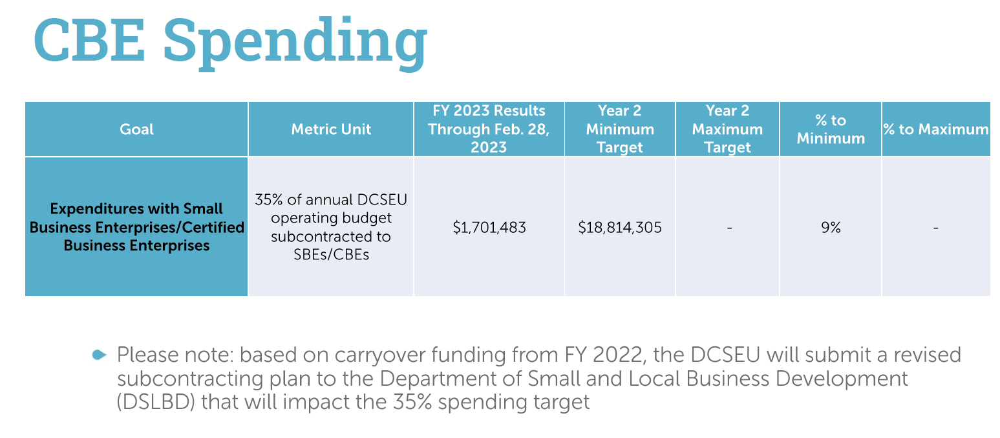 CBE Spending
Goal
Metric Unit
FY 2023 Results
Through Feb. 28,
2023
Year 2
Minimum
Target
Year 2
Maximum
Target
% to
Minimum
% to Maximum
Expenditures with Small
Business Enterprises/Certified
Business Enterprises
35% of annual DCSEU
operating budget
subcontracted to
SBEs/CBEs
$1,701,483
$18,814,305
-
9%
-
Please note: based on carryover funding from FY 2022, the DCSEU will submit a revised
subcontracting plan to the Department of Small and Local Business Development
(DSLBD) that will impact the 35% spending target